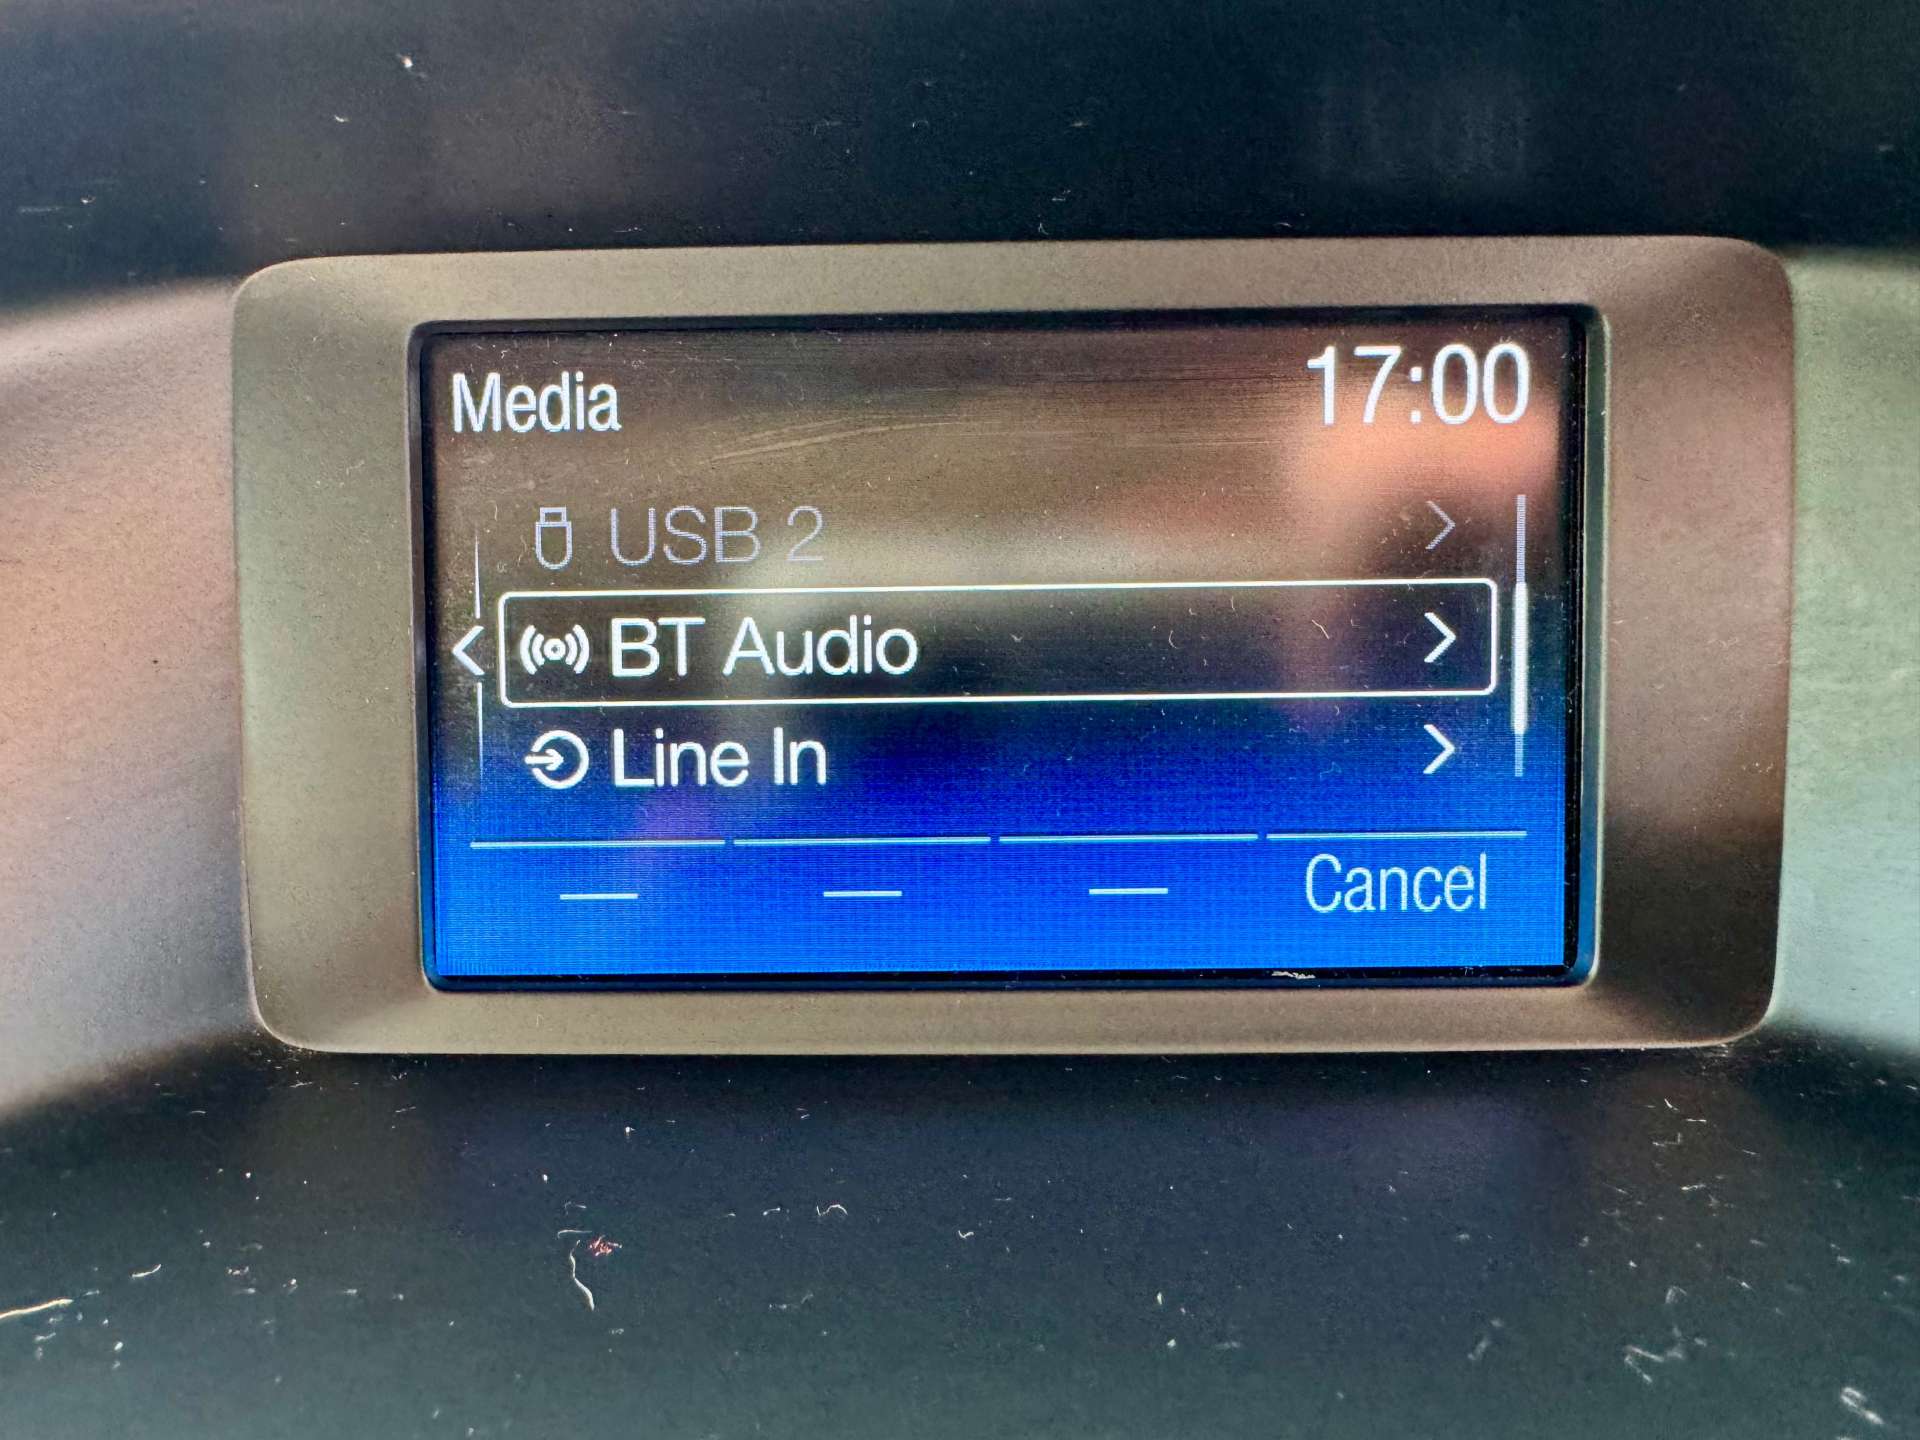 Media
17:00
USB 2
BT Audio
Line In
Cancel